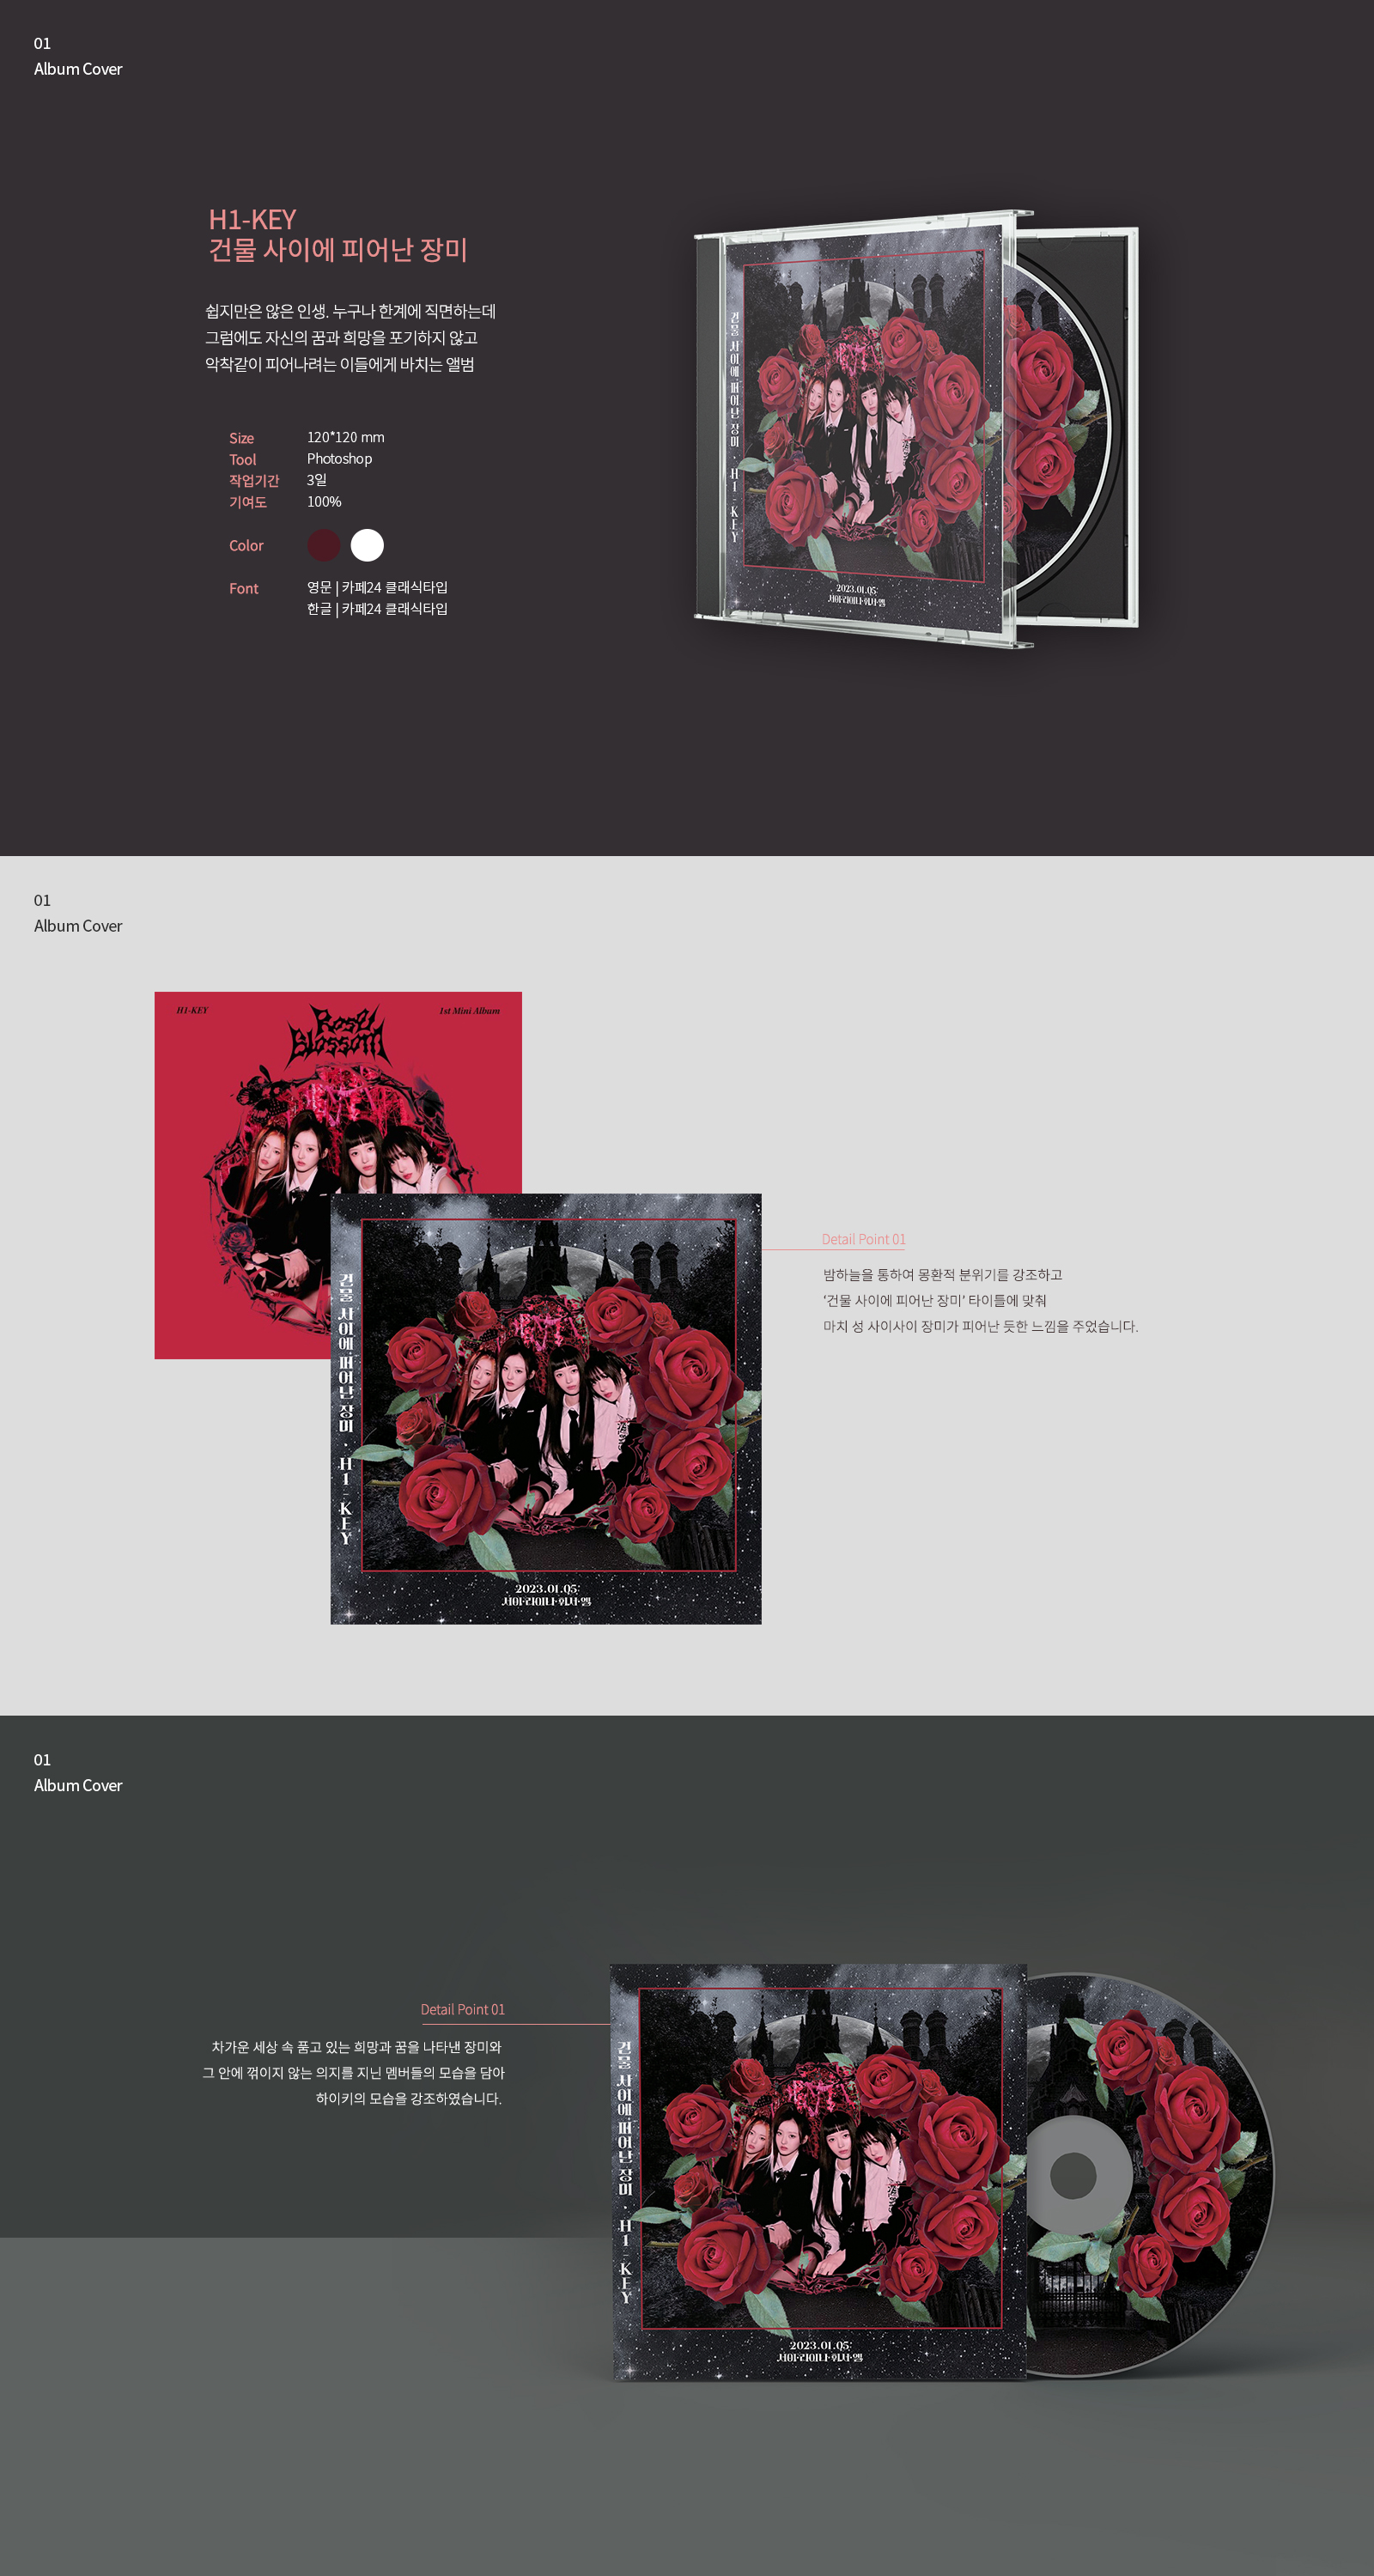 01
Album Cover
H1-KEY
건물 사이에 피어난 장미
쉽지만은 않은 인생. 누구나 한계에 직면하는데
그럼에도 자신의 꿈과 희망을 포기하지 않고
악착같이 피어나려는 이들에게 바치는 앨범
Size 120*120 mm
Tool Photoshop
작업기간 3일
기여도 100%
Color
Font 영문 | 카페24 클래식타입
한글 | 카페24 클래식타입
건물 사이에 피어난 장미 · H1-KEY
2023.01.05
서이·리이나·휘서·옐
01
Album Cover
H1-KEY
1st Mini Album
Rose
Blossom
건물 사이에 피어난 장미 · H1-KEY
2023.01.05
서이·리이나·휘서·옐
Detail Point 01
밤하늘을 통하여 몽환적 분위기를 강조하고
‘건물 사이에 피어난 장미’ 타이틀에 맞춰
마치 성 사이사이 장미가 피어난 듯한 느낌을 주었습니다.
01
Album Cover
Detail Point 01
차가운 세상 속 품고 있는 희망과 꿈을 나타낸 장미와
그 안에 꺾이지 않는 의지를 지닌 멤버들의 모습을 담아
하이키의 모습을 강조하였습니다.
건물 사이에 피어난 장미 · H1-KEY
2023.01.05
서이·리이나·휘서·옐